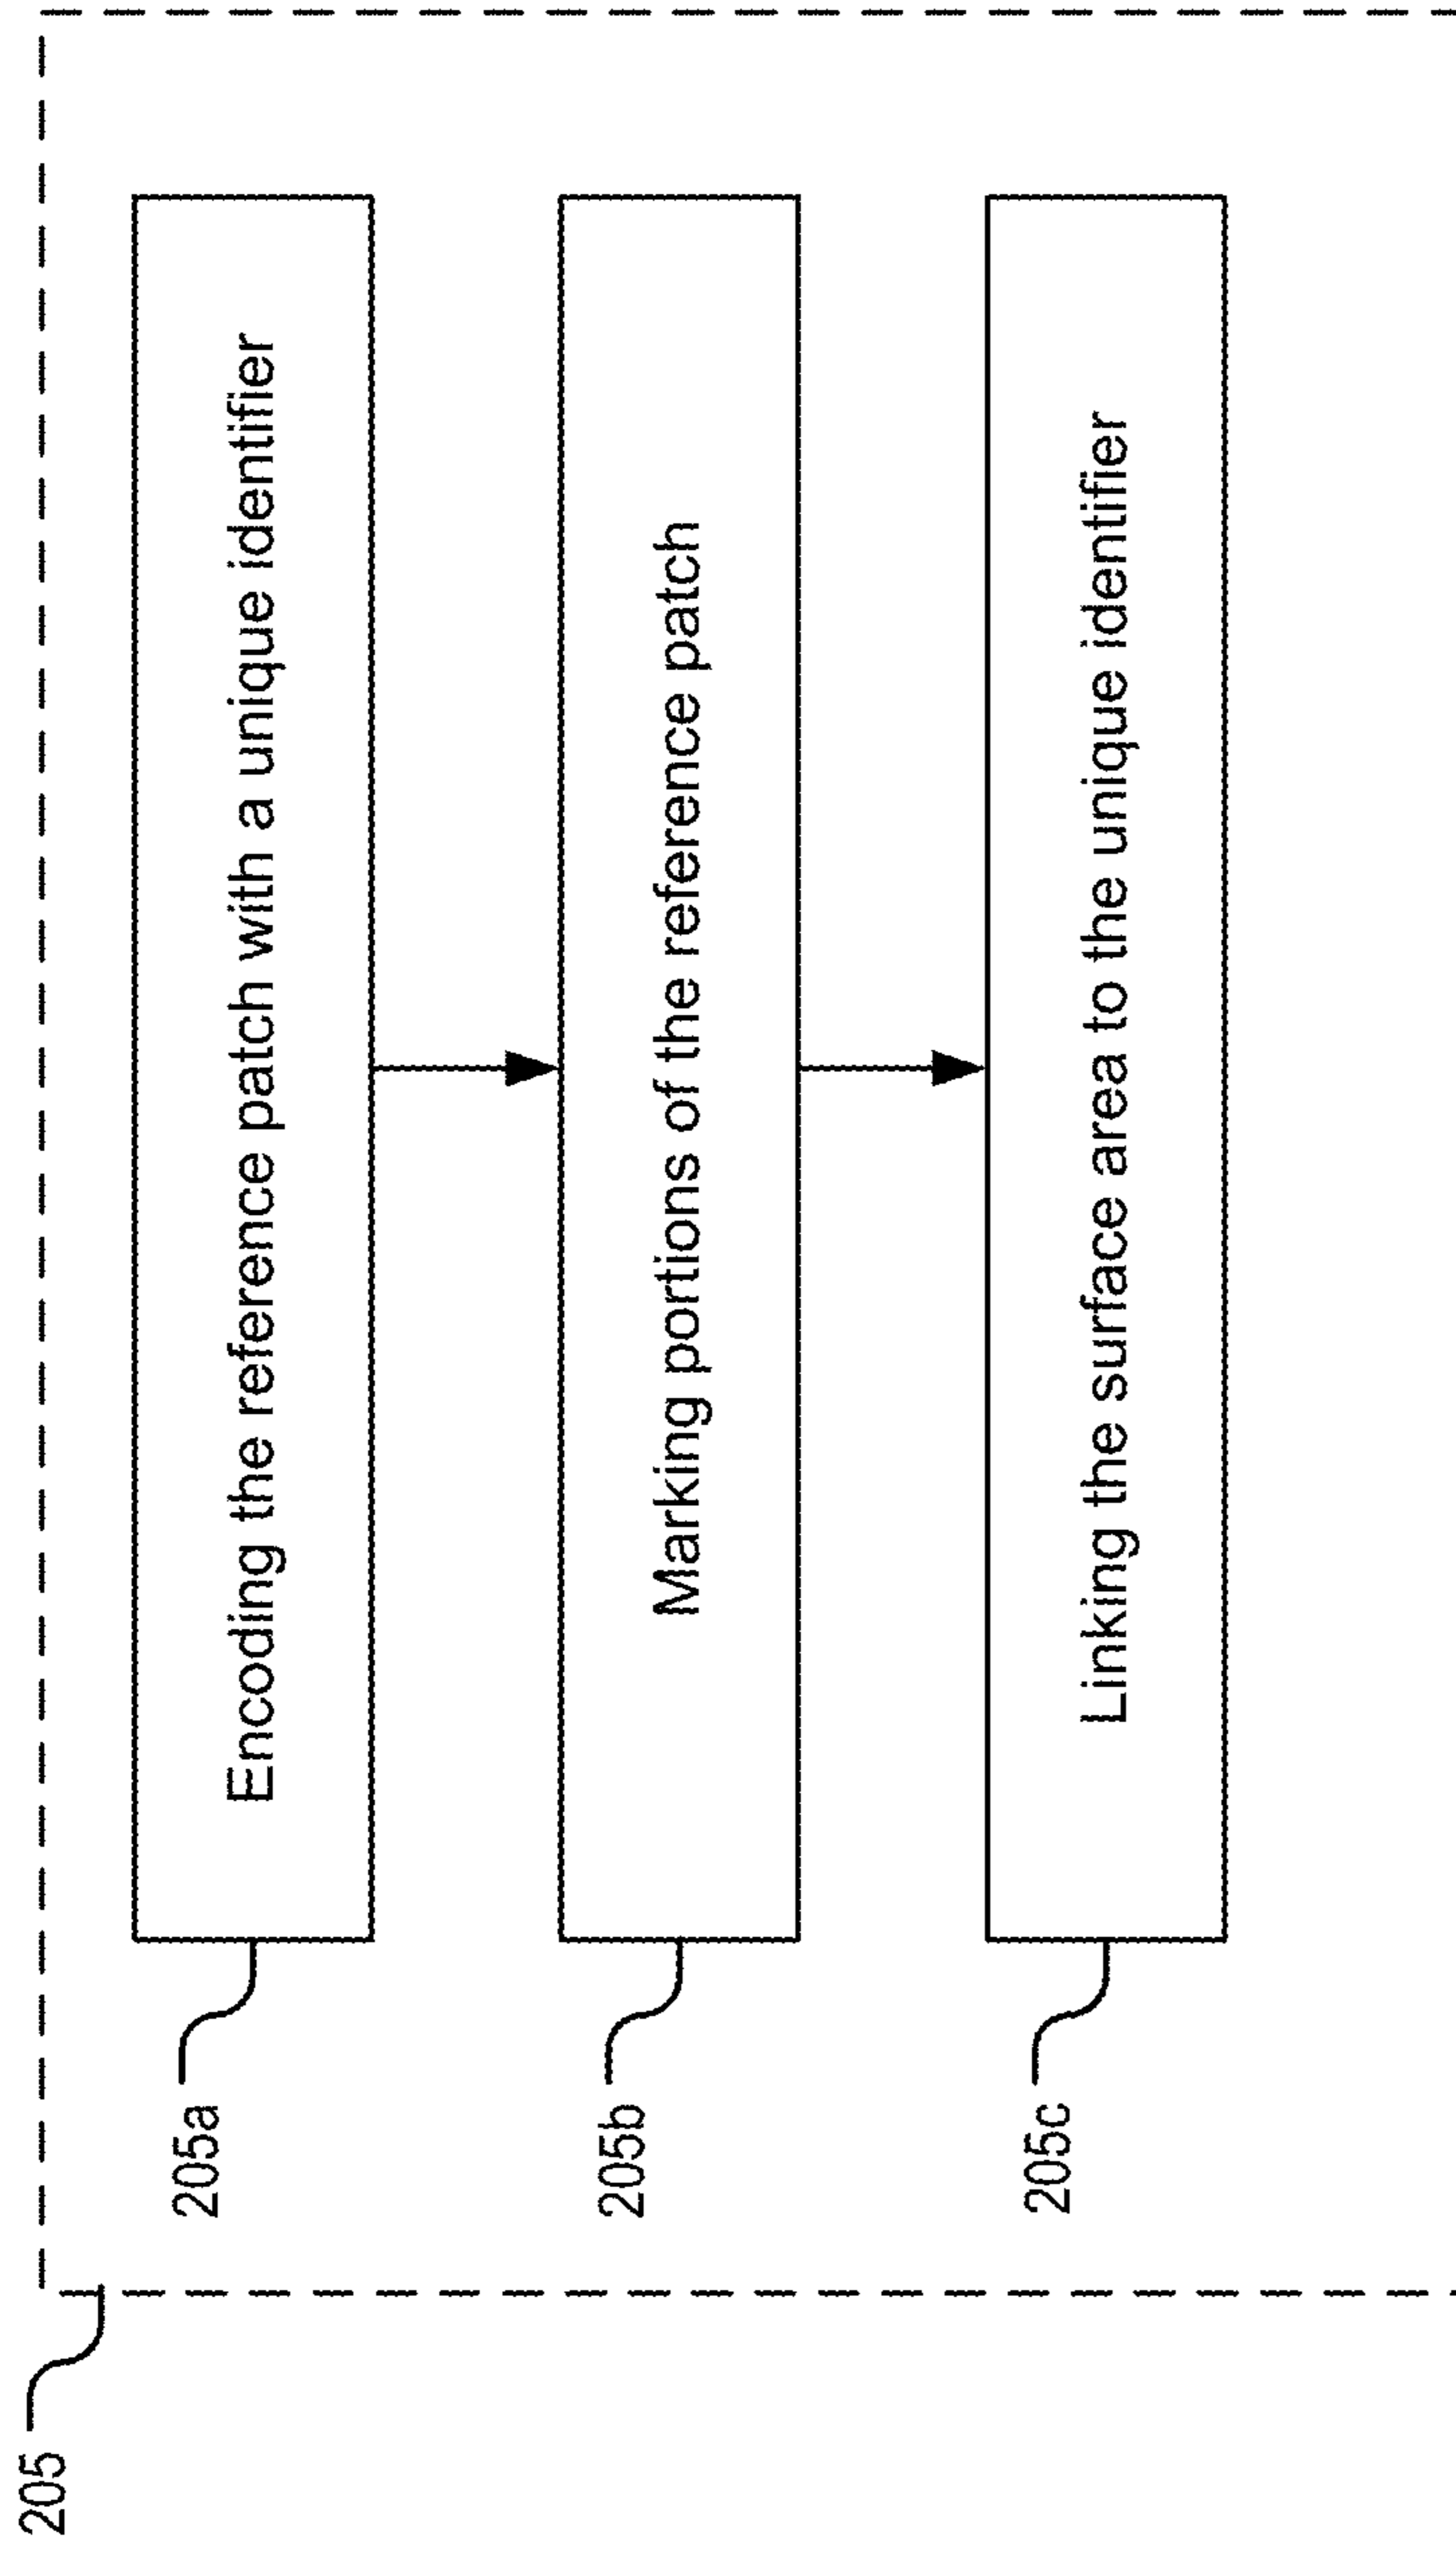 205
205a
Encoding the reference patch with a unique identifier
205b
Marking portions of the reference patch
205c
Linking the surface area to the unique identifier